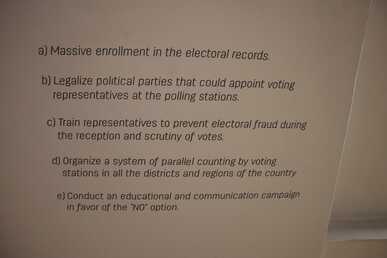 a) Massive enrollment in the electoral records.
b) Legalize political parties that could appoint voting
representatives at the polling stations.
c) Train representatives to prevent electoral fraud during
the reception and scrutiny of votes.
d) Organize a system of parallel counting by voting
stations in all the districts and regions of the country
e) Conduct an educational and communication campaign
in favor of the "NO" option.